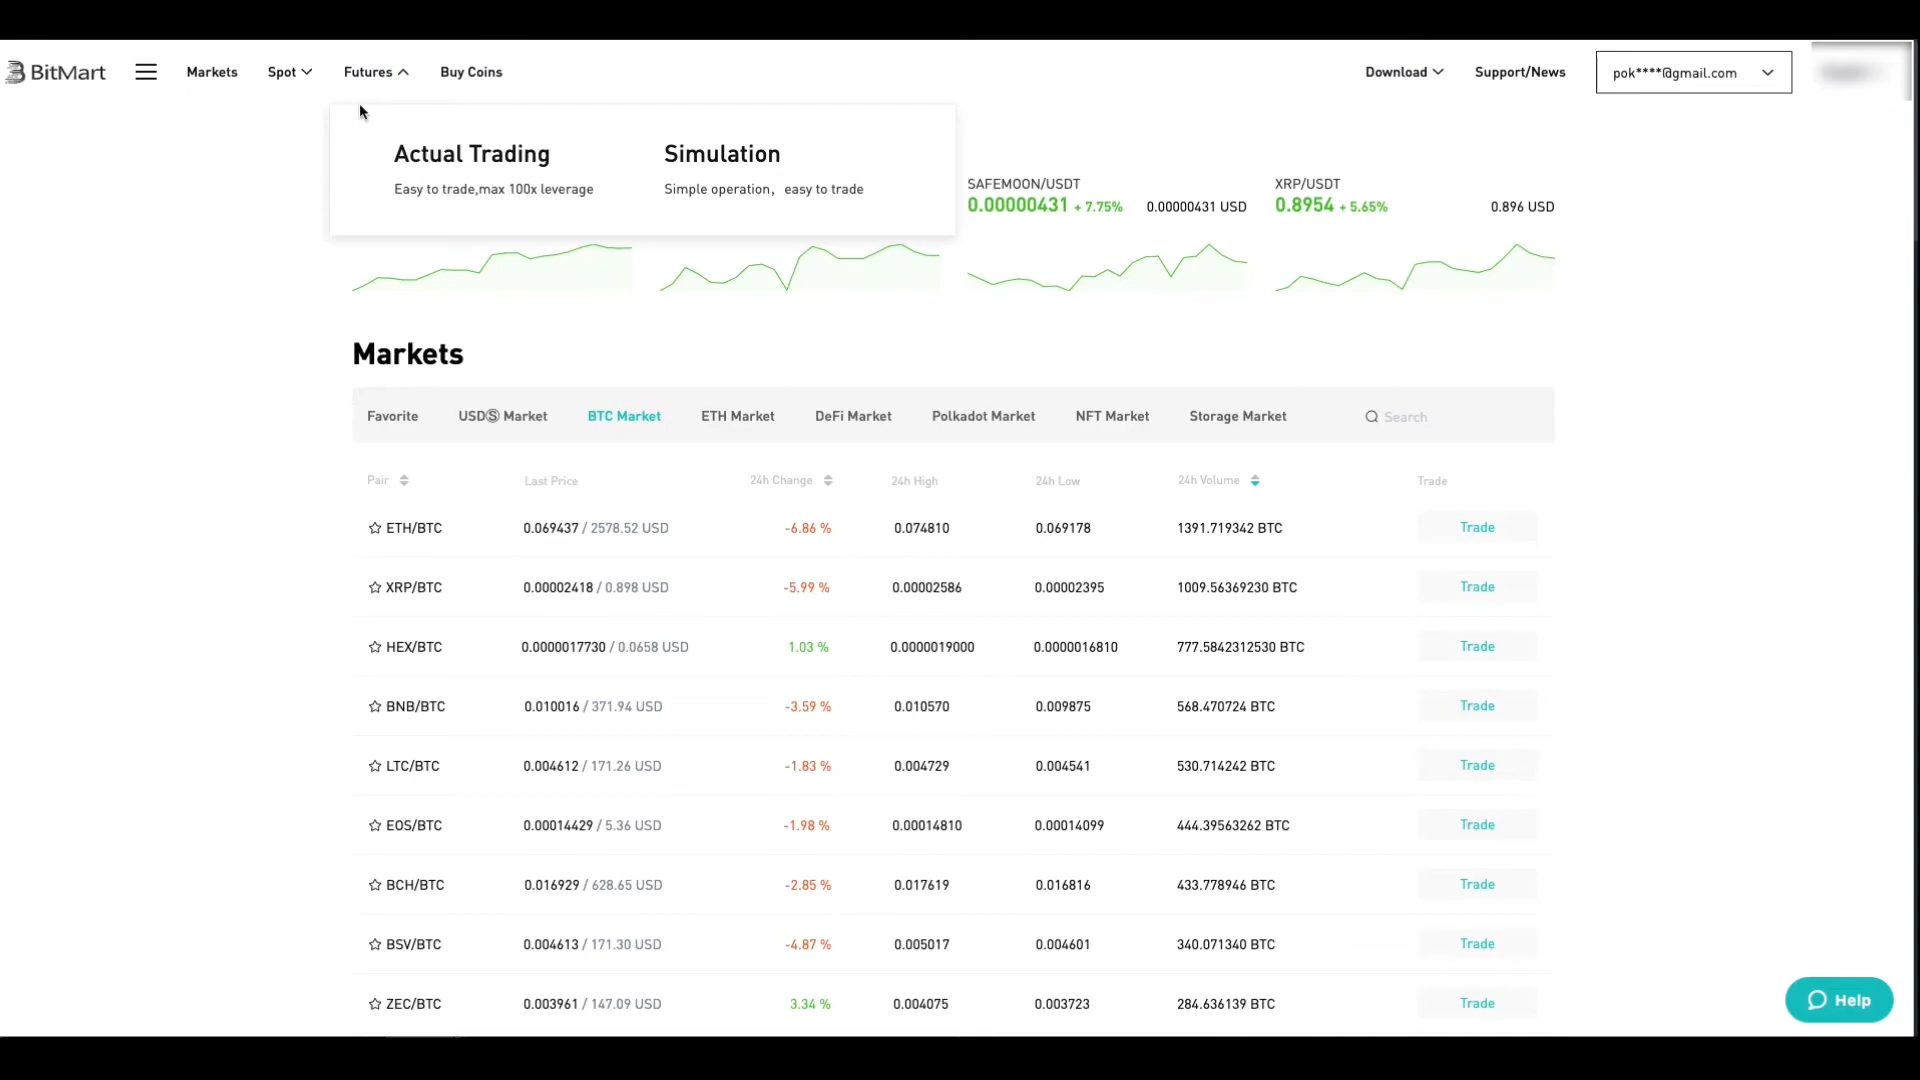 BitMart Markets Spot Futures Buy Coins Download Support/News pok****@gmail.com
Actual Trading Simulation
Easy to trade,max 100x leverage Simple operation, easy to trade
SAFEMOON/USDT XRP/USDT
0.00000431 + 7.75% 0.00000431 USD 0.8954 + 5.65% 0.896 USD
Markets
Favorite USDⓈ Market BTC Market ETH Market DeFi Market Polkadot Market NFT Market Storage Market Search
Pair Last Price 24h Change 24h High 24h Low 24h Volume Trade
ETH/BTC 0.069437 / 2578.52 USD -6.86 % 0.074810 0.069178 1391.719342 BTC Trade
XRP/BTC 0.00002418 / 0.898 USD -5.99 % 0.00002586 0.00002395 1009.56369230 BTC Trade
HEX/BTC 0.0000017730 / 0.0658 USD 1.03 % 0.0000019000 0.0000016810 777.5842312530 BTC Trade
BNB/BTC 0.010016 / 371.94 USD -3.59 % 0.010570 0.009875 568.470724 BTC Trade
LTC/BTC 0.004612 / 171.26 USD -1.83 % 0.004729 0.004541 530.714242 BTC Trade
EOS/BTC 0.00014429 / 5.36 USD -1.98 % 0.00014810 0.00014099 444.39563262 BTC Trade
BCH/BTC 0.016929 / 628.65 USD -2.85 % 0.017619 0.016816 433.778946 BTC Trade
BSV/BTC 0.004613 / 171.30 USD -4.87 % 0.005017 0.004601 340.071340 BTC Trade
ZEC/BTC 0.003961 / 147.09 USD 3.34 % 0.004075 0.003723 284.636139 BTC Trade
Help